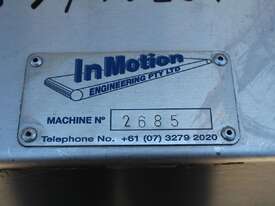 InMotion
ENGINEERING PTY LTD
MACHINE Nº 2685
Telephone No. +61 (07) 3279 2020